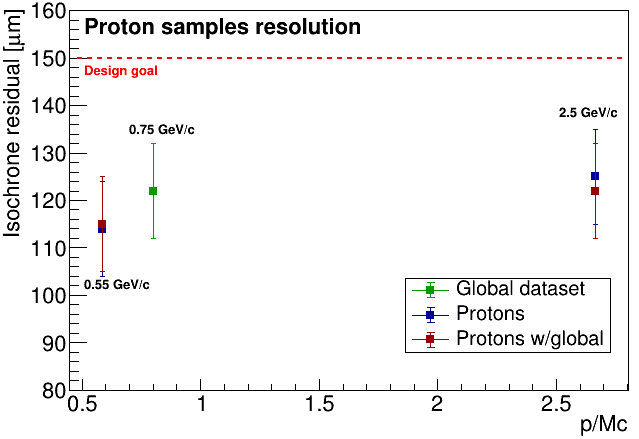 Proton samples resolution
Isochrone residual [μm]
160
150
140
130
120
110
100
90
80
Design goal
0.75 GeV/c
2.5 GeV/c
0.55 GeV/c
Global dataset
Protons
Protons w/global
0.5 1 1.5 2 2.5
p/Mc